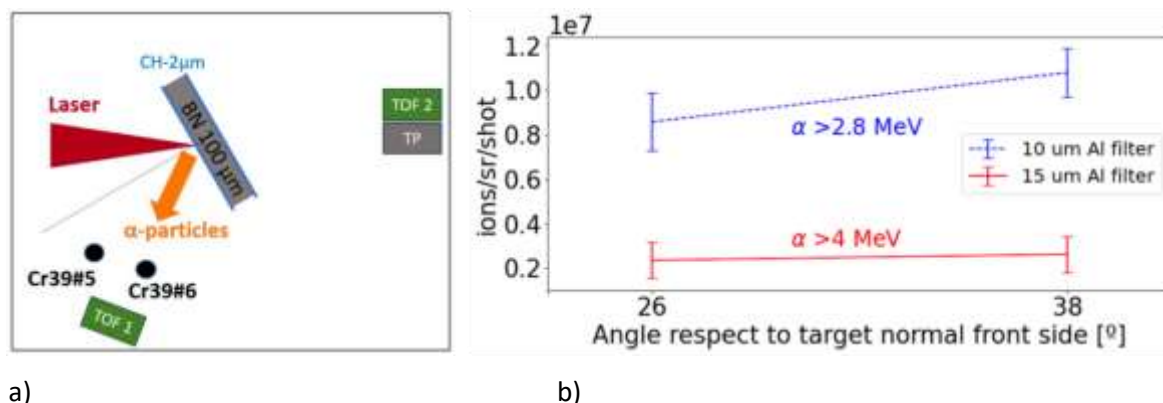 CH-2µm
Laser
BN 100 µm
TOF 2
TP
α-particles
Cr39#5
Cr39#6
TOF 1
1e7
1.2
1.0
0.8
0.6
0.4
0.2
ions/sr/shot
α >2.8 MeV
10 um Al filter
15 um Al filter
α >4 MeV
26
38
Angle respect to target normal front side [º]
a)
b)